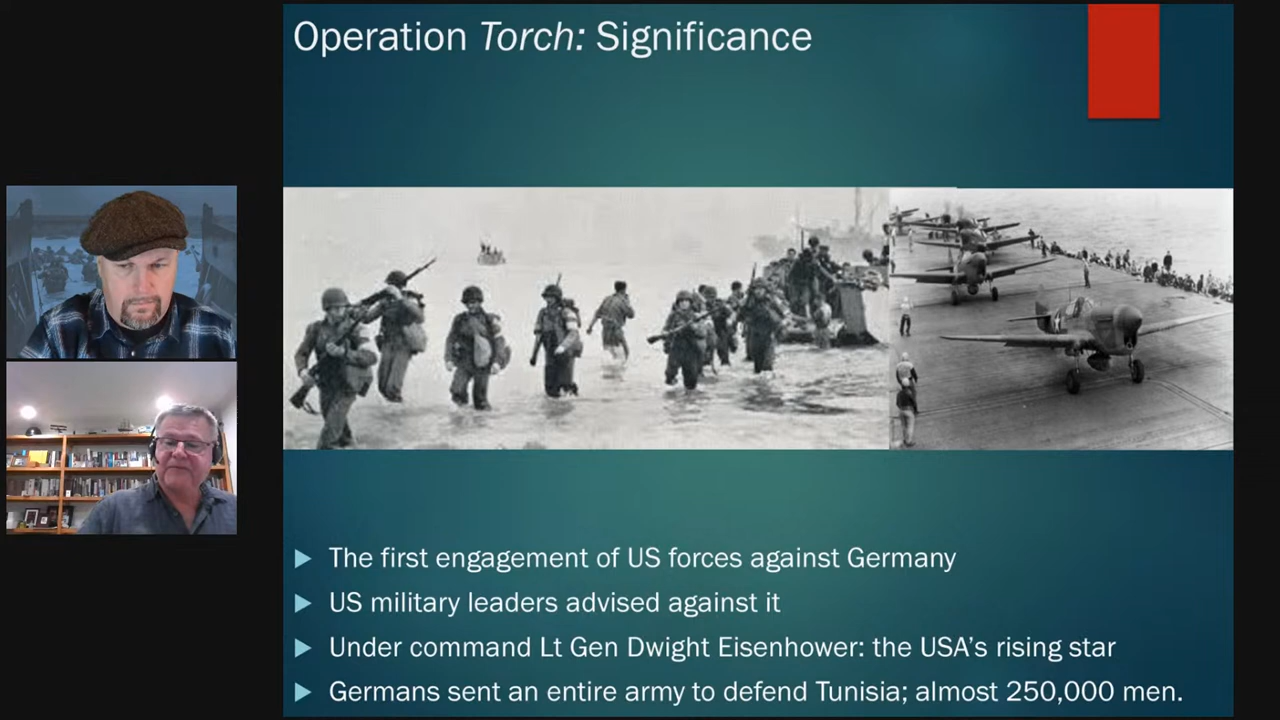 Operation Torch: Significance
The first engagement of US forces against Germany
US military leaders advised against it
Under command Lt Gen Dwight Eisenhower: the USA's rising star
Germans sent an entire army to defend Tunisia; almost 250,000 men.